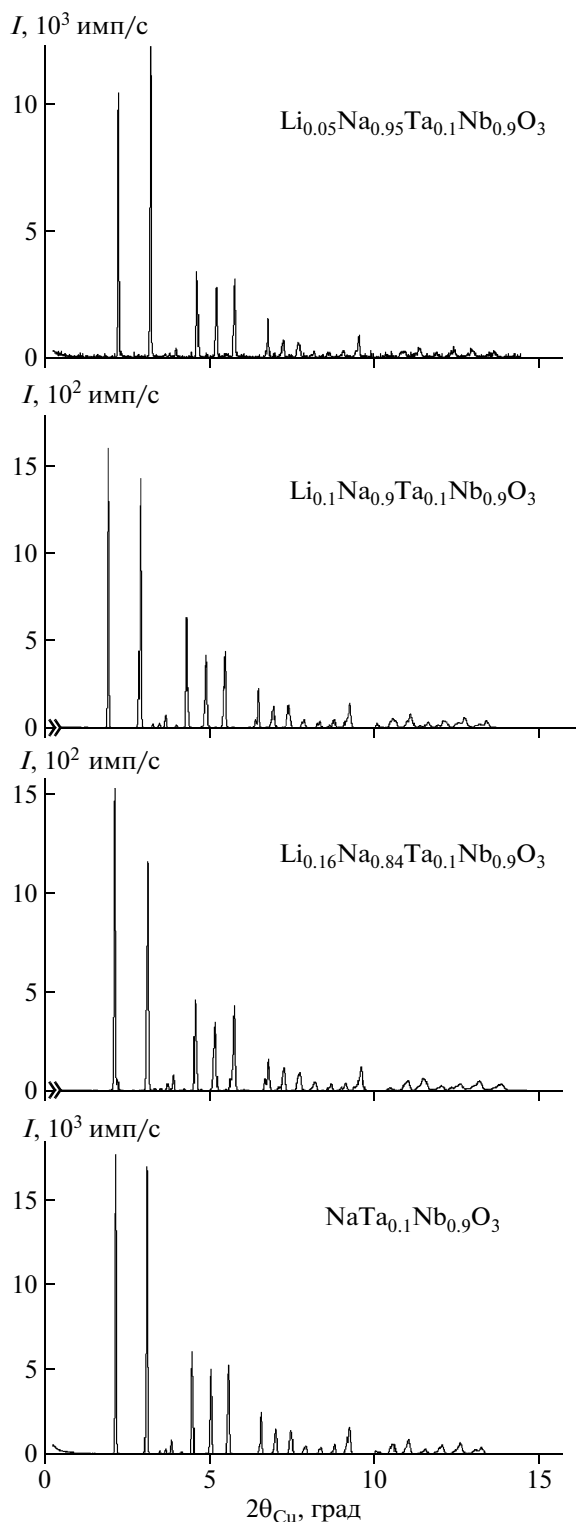 I, 10³ имп/с
10
Li₀.₀₅Na₀.₉₅Ta₀.₁Nb₀.₉O₃
5
0
I, 10² имп/с
15
Li₀.₁Na₀.₉Ta₀.₁Nb₀.₉O₃
10
5
0
I, 10² имп/с
15
Li₀.₁₆Na₀.₈₄Ta₀.₁Nb₀.₉O₃
10
5
0
I, 10³ имп/с
15
NaTa₀.₁Nb₀.₉O₃
10
5
0
0 5 10 15
2θCu, град